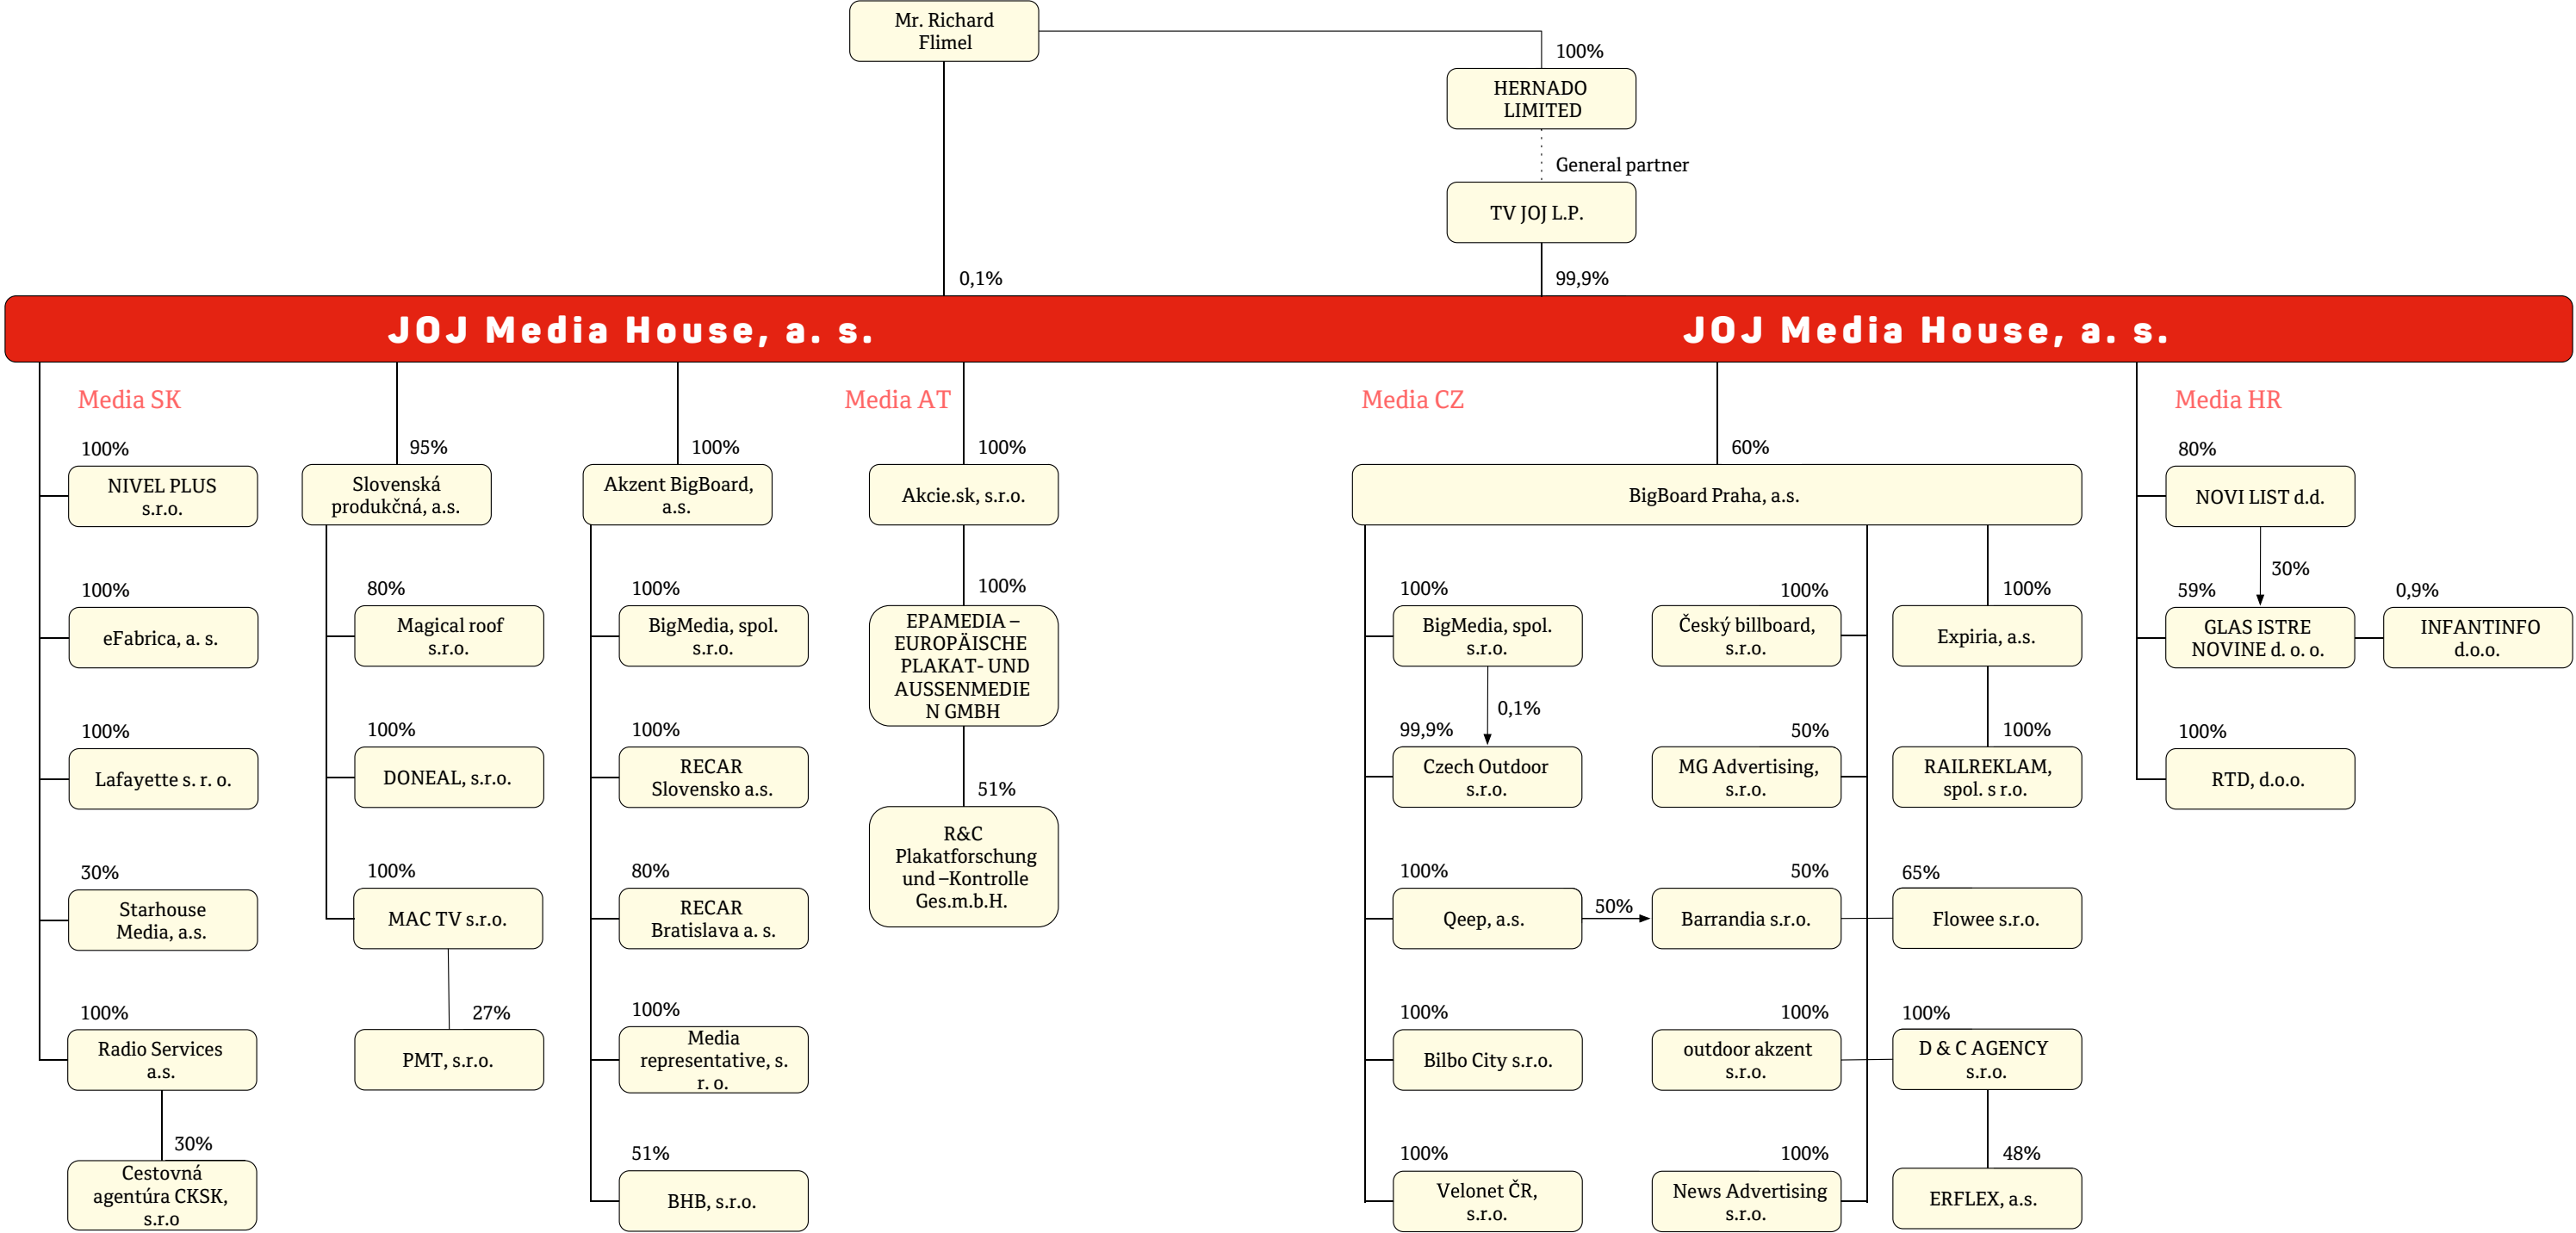 Mr. Richard
Flimel
100%
HERNADO
LIMITED
General partner
TV JOJ L.P.
0,1%
99,9%
JOJ Media House, a. s.
JOJ Media House, a. s.
Media SK
Media AT
Media CZ
Media HR
100%
NIVEL PLUS
s.r.o.
100%
eFabrica, a. s.
100%
Lafayette s. r. o.
30%
Starhouse
Media, a.s.
100%
Radio Services
a.s.
30%
Cestovná
agentúra CKSK,
s.r.o
95%
Slovenská
produkčná, a.s.
80%
Magical roof
s.r.o.
100%
DONEAL, s.r.o.
100%
MAC TV s.r.o.
27%
PMT, s.r.o.
100%
Akzent BigBoard,
a.s.
100%
BigMedia, spol.
s.r.o.
100%
RECAR
Slovensko a.s.
80%
RECAR
Bratislava a. s.
100%
Media
representative, s.
r. o.
51%
BHB, s.r.o.
100%
Akcie.sk, s.r.o.
100%
EPAMEDIA –
EUROPÄISCHE
PLAKAT- UND
AUSSENMEDIE
N GMBH
51%
R&C
Plakatforschung
und –Kontrolle
Ges.m.b.H.
60%
BigBoard Praha, a.s.
100%
BigMedia, spol.
s.r.o.
0,1%
99,9%
Czech Outdoor
s.r.o.
100%
Qeep, a.s.
50%
100%
Bilbo City s.r.o.
100%
Velonet ČR,
s.r.o.
100%
Český billboard,
s.r.o.
50%
MG Advertising,
s.r.o.
50%
Barrandia s.r.o.
100%
outdoor akzent
s.r.o.
100%
News Advertising
s.r.o.
100%
Expiria, a.s.
100%
RAILREKLAM,
spol. s r.o.
65%
Flowee s.r.o.
100%
D & C AGENCY
s.r.o.
48%
ERFLEX, a.s.
80%
NOVI LIST d.d.
30%
59%
GLAS ISTRE
NOVINE d. o. o.
0,9%
INFANTINFO
d.o.o.
100%
RTD, d.o.o.